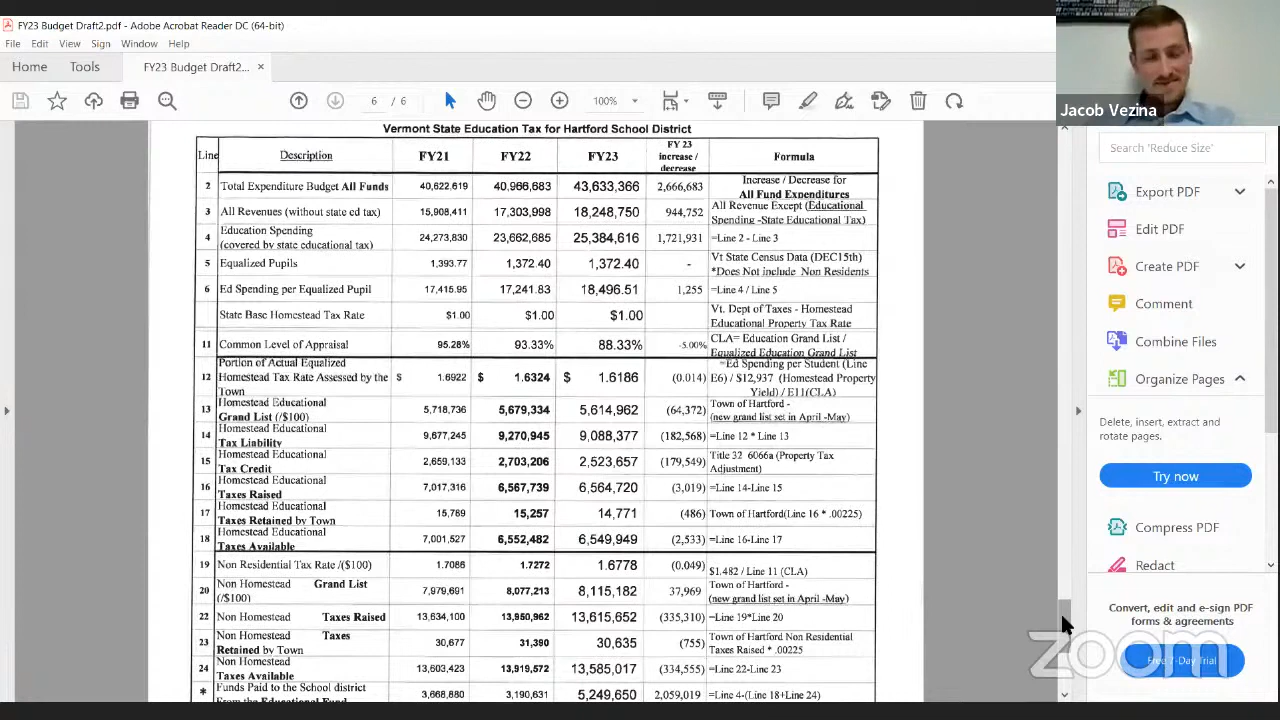 FY23 Budget Draft2.pdf - Adobe Acrobat Reader DC (64-bit)
File Edit View Sign Window Help
Home Tools FY23 Budget Draft2... ×
6 / 6 100%
Jacob Vezina
Vermont State Education Tax for Hartford School District
Line Description FY21 FY22 FY23 FY 23 increase / decrease Formula
2 Total Expenditure Budget All Funds 40,622,619 40,966,683 43,633,366 2,666,683 Increase / Decrease for All Fund Expenditures
3 All Revenues (without state ed tax) 15,908,411 17,303,998 18,248,750 944,752 All Revenue Except (Educational Spending -State Educational Tax)
4 Education Spending (covered by state educational tax) 24,273,830 23,662,685 25,384,616 1,721,931 =Line 2 - Line 3
5 Equalized Pupils 1,393.77 1,372.40 1,372.40 - Vt State Census Data (DEC15th) *Does Not include Non Residents
6 Ed Spending per Equalized Pupil 17,415.95 17,241.83 18,496.51 1,255 =Line 4 / Line 5
State Base Homestead Tax Rate $1.00 $1.00 $1.00 Vt. Dept of Taxes - Homestead Educational Property Tax Rate
11 Common Level of Appraisal 95.28% 93.33% 88.33% -5.00% CLA= Education Grand List / Equalized Education Grand List
12 Portion of Actual Equalized Homestead Tax Rate Assessed by the Town $ 1.6922 $ 1.6324 $ 1.6186 (0.014) =Ed Spending per Student (Line E6) / $12,937 (Homestead Property Yield) / E11(CLA)
13 Homestead Educational Grand List (/$100) 5,718,736 5,679,334 5,614,962 (64,372) Town of Hartford - (new grand list set in April -May)
14 Homestead Educational Tax Liability 9,677,245 9,270,945 9,088,377 (182,568) =Line 12 * Line 13
15 Homestead Educational Tax Credit 2,659,133 2,703,206 2,523,657 (179,549) Title 32 6066a (Property Tax Adjustment)
16 Homestead Educational Taxes Raised 7,017,316 6,567,739 6,564,720 (3,019) =Line 14-Line 15
17 Homestead Educational Taxes Retained by Town 15,789 15,257 14,771 (486) Town of Hartford(Line 16 * .00225)
18 Homestead Educational Taxes Available 7,001,527 6,552,482 6,549,949 (2,533) =Line 16-Line 17
19 Non Residential Tax Rate /($100) 1.7086 1.7272 1.6778 (0.049) $1.482 / Line 11 (CLA)
20 Non Homestead Grand List (/$100) 7,979,691 8,077,213 8,115,182 37,969 Town of Hartford - (new grand list set in April -May)
22 Non Homestead Taxes Raised 13,634,100 13,950,962 13,615,652 (335,310) =Line 19*Line 20
23 Non Homestead Taxes Retained by Town 30,677 31,390 30,635 (755) Town of Hartford Non Residential Taxes Raised * .00225
24 Non Homestead Taxes Available 13,603,423 13,919,572 13,585,017 (334,555) =Line 22-Line 23
* Funds Paid to the School district From the Educational Fund 3,668,880 3,190,631 5,249,650 2,059,019 =Line 4-(Line 18+Line 24)
Search 'Reduce Size'
Export PDF
Edit PDF
Create PDF
Comment
Combine Files
Organize Pages
Delete, insert, extract and
rotate pages.
Try now
Compress PDF
Redact
Convert, edit and e-sign PDF
forms & agreements
Free 7-Day Trial
zoom